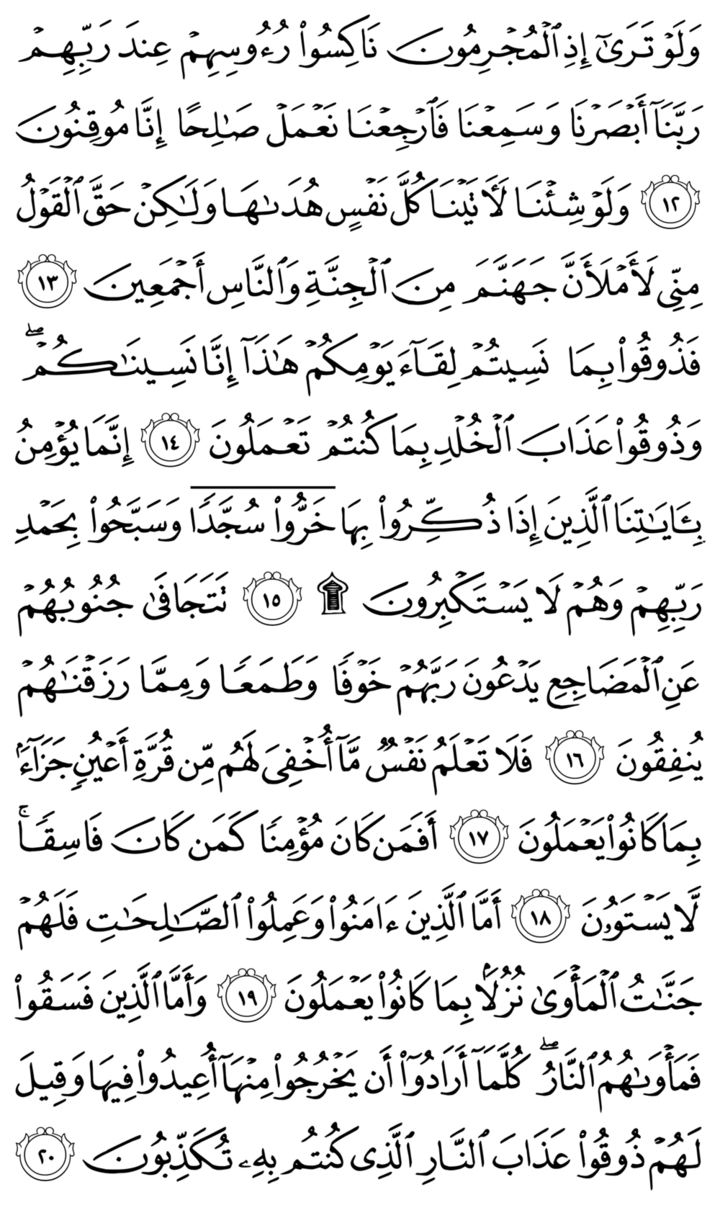 وَلَوْ تَرَىٰٓ إِذِ ٱلْمُجْرِمُونَ نَاكِسُوا۟ رُءُوسِهِمْ عِندَ رَبِّهِمْ
رَبَّنَآ أَبْصَرْنَا وَسَمِعْنَا فَٱرْجِعْنَا نَعْمَلْ صَٰلِحًا إِنَّا مُوقِنُونَ
١٢ وَلَوْ شِئْنَا لَءَاتَيْنَا كُلَّ نَفْسٍ هُدَىٰهَا وَلَٰكِنْ حَقَّ ٱلْقَوْلُ
مِنِّى لَأَمْلَأَنَّ جَهَنَّمَ مِنَ ٱلْجِنَّةِ وَٱلنَّاسِ أَجْمَعِينَ ١٣
فَذُوقُوا۟ بِمَا نَسِيتُمْ لِقَآءَ يَوْمِكُمْ هَٰذَآ إِنَّا نَسِينَٰكُمْ ۖ
وَذُوقُوا۟ عَذَابَ ٱلْخُلْدِ بِمَا كُنتُمْ تَعْمَلُونَ ١٤ إِنَّمَا يُؤْمِنُ
بِـَٔايَٰتِنَا ٱلَّذِينَ إِذَا ذُكِّرُوا۟ بِهَا خَرُّوا۟ سُجَّدًا وَسَبَّحُوا۟ بِحَمْدِ
رَبِّهِمْ وَهُمْ لَا يَسْتَكْبِرُونَ ۩ ١٥ تَتَجَافَىٰ جُنُوبُهُمْ
عَنِ ٱلْمَضَاجِعِ يَدْعُونَ رَبَّهُمْ خَوْفًا وَطَمَعًا وَمِمَّا رَزَقْنَٰهُمْ
يُنفِقُونَ ١٦ فَلَا تَعْلَمُ نَفْسٌ مَّآ أُخْفِىَ لَهُم مِّن قُرَّةِ أَعْيُنٍ جَزَآءًۢ
بِمَا كَانُوا۟ يَعْمَلُونَ ١٧ أَفَمَن كَانَ مُؤْمِنًا كَمَن كَانَ فَاسِقًا ۚ
لَّا يَسْتَوُۥنَ ١٨ أَمَّا ٱلَّذِينَ ءَامَنُوا۟ وَعَمِلُوا۟ ٱلصَّٰلِحَٰتِ فَلَهُمْ
جَنَّٰتُ ٱلْمَأْوَىٰ نُزُلًۢا بِمَا كَانُوا۟ يَعْمَلُونَ ١٩ وَأَمَّا ٱلَّذِينَ فَسَقُوا۟
فَمَأْوَىٰهُمُ ٱلنَّارُ ۖ كُلَّمَآ أَرَادُوٓا۟ أَن يَخْرُجُوا۟ مِنْهَآ أُعِيدُوا۟ فِيهَا وَقِيلَ
لَهُمْ ذُوقُوا۟ عَذَابَ ٱلنَّارِ ٱلَّذِى كُنتُم بِهِۦ تُكَذِّبُونَ ٢٠